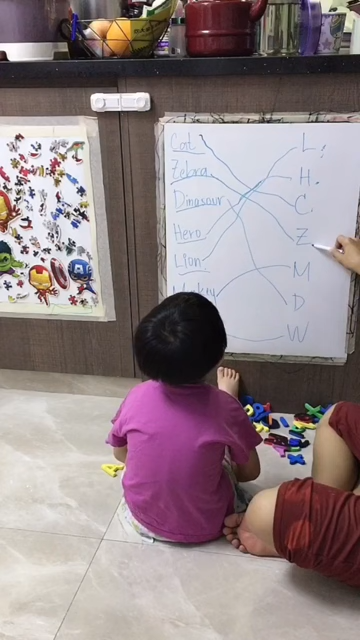 Cat L
Zebra H
Dinosaur C
Hero Z
Lion M
D
W